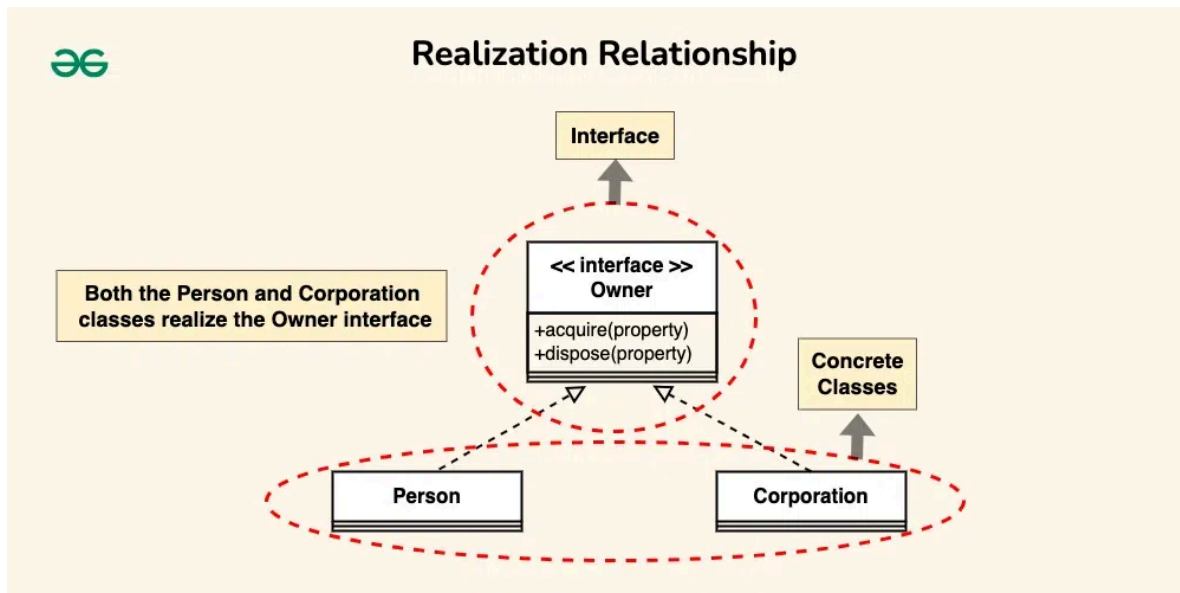 Realization Relationship
Interface
<< interface >>
Owner
+acquire(property)
+dispose(property)
Both the Person and Corporation
classes realize the Owner interface
Concrete
Classes
Person
Corporation